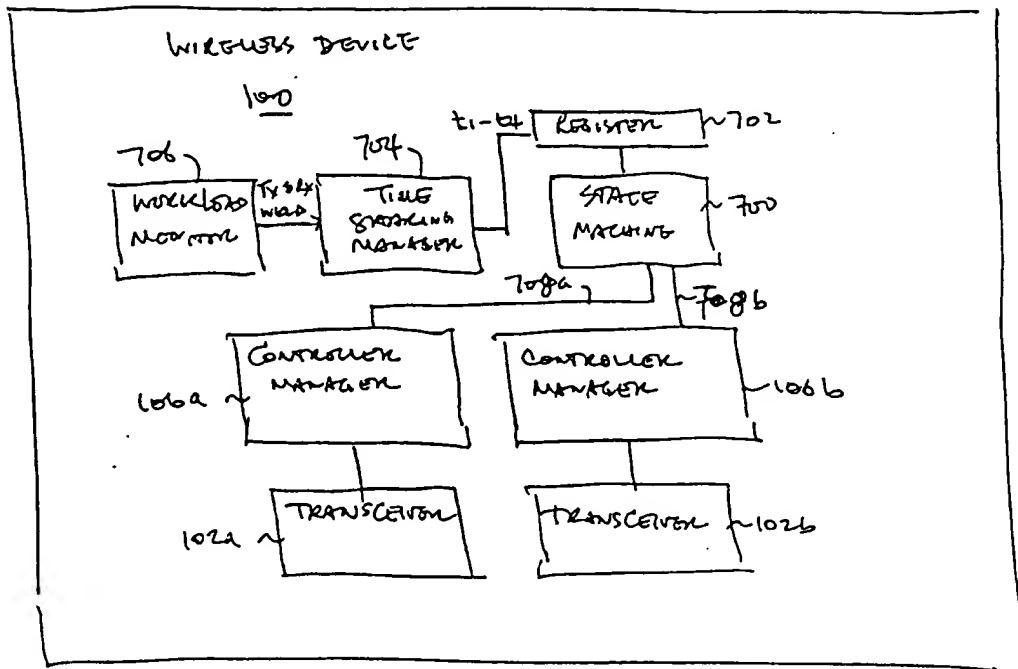 WIRELESS DEVICE
100
t1-t4
REGISTER
702
706
704
WORKLOAD
MONITOR
TX & RX
WKLD
TIME
SHARING
MANAGER
STATE
MACHINE
700
708a
708b
CONTROLLER
MANAGER
106a
CONTROLLER
MANAGER
106b
TRANSCEIVER
102a
TRANSCEIVER
102b